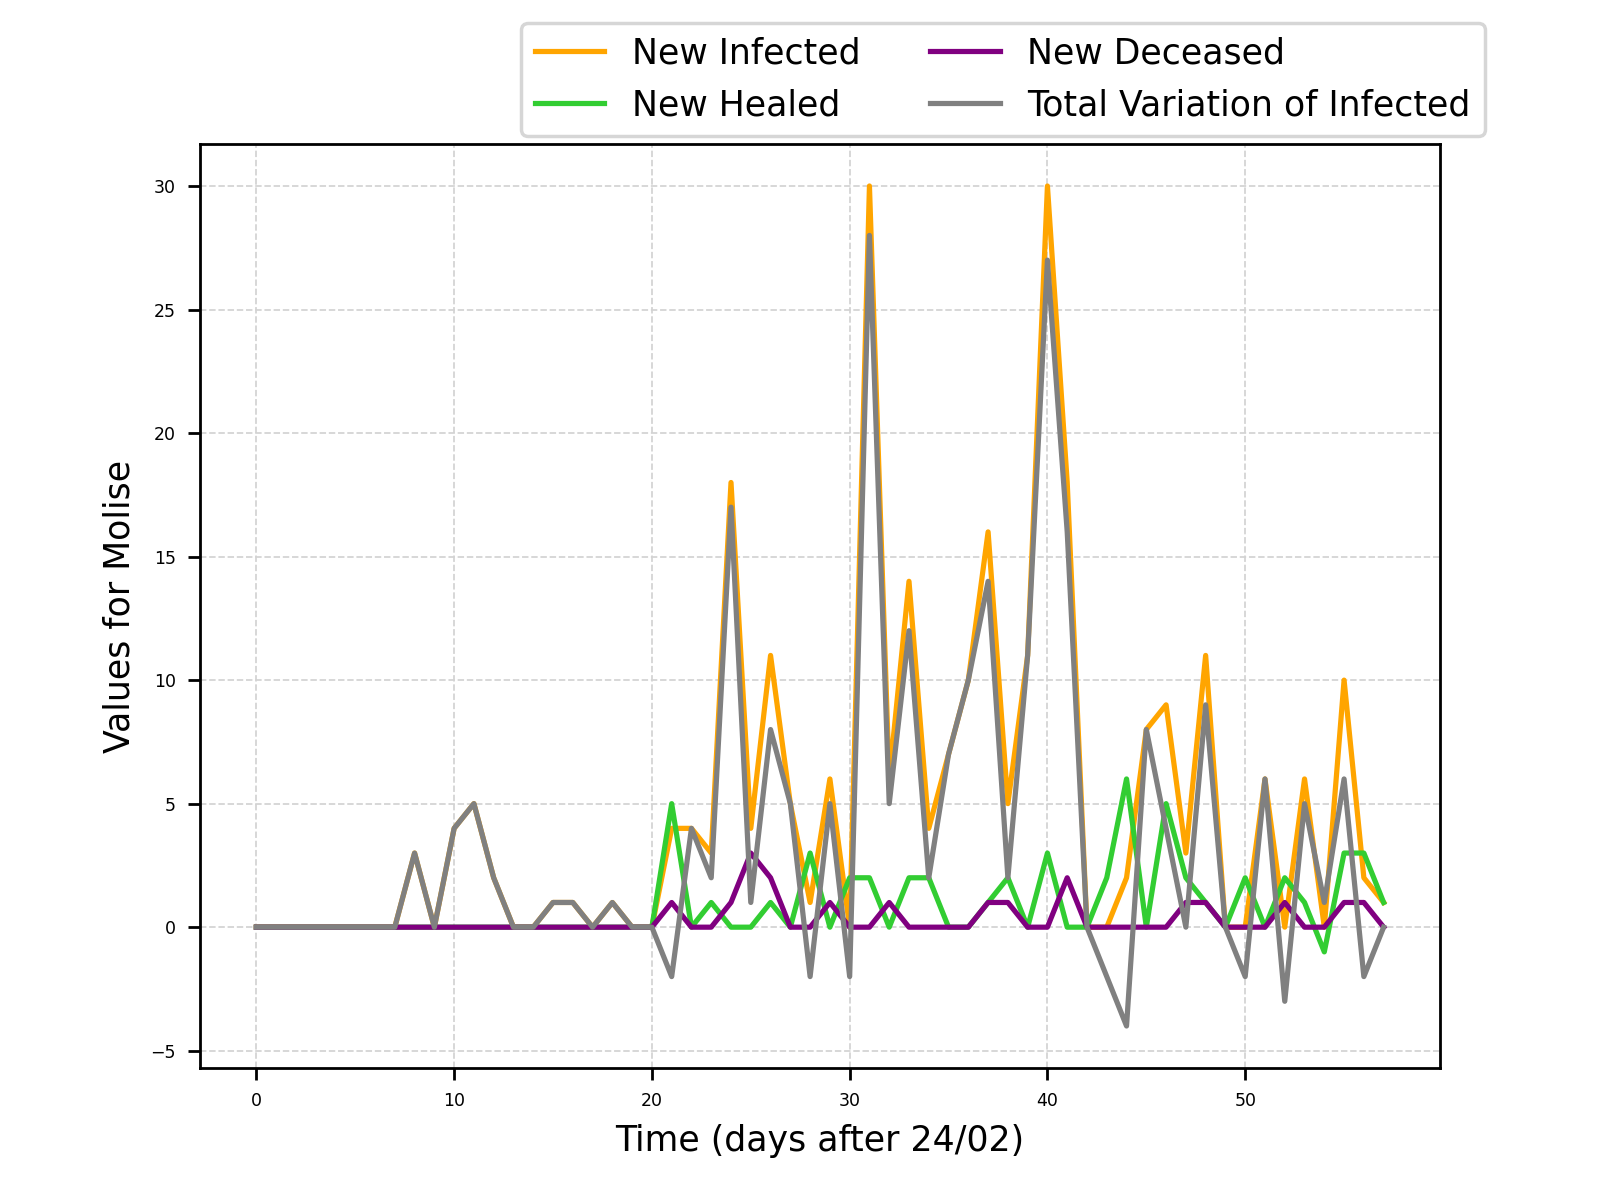 New Infected
New Healed
New Deceased
Total Variation of Infected
Values for Molise
30
25
20
15
10
5
0
−5
0 10 20 30 40 50
Time (days after 24/02)